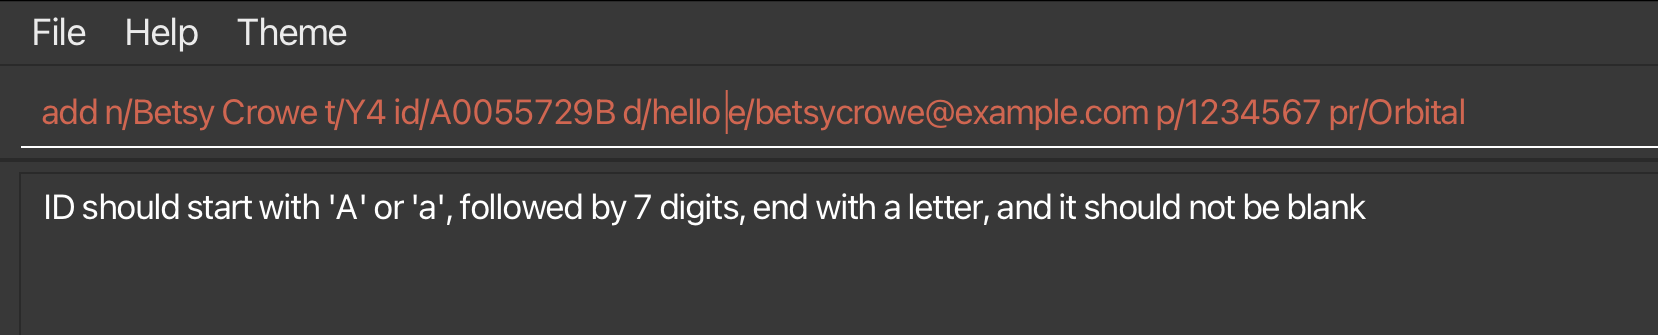 File Help Theme
add n/Betsy Crowe t/Y4 id/A0055729B d/hello e/betsycrowe@example.com p/1234567 pr/Orbital
ID should start with 'A' or 'a', followed by 7 digits, end with a letter, and it should not be blank